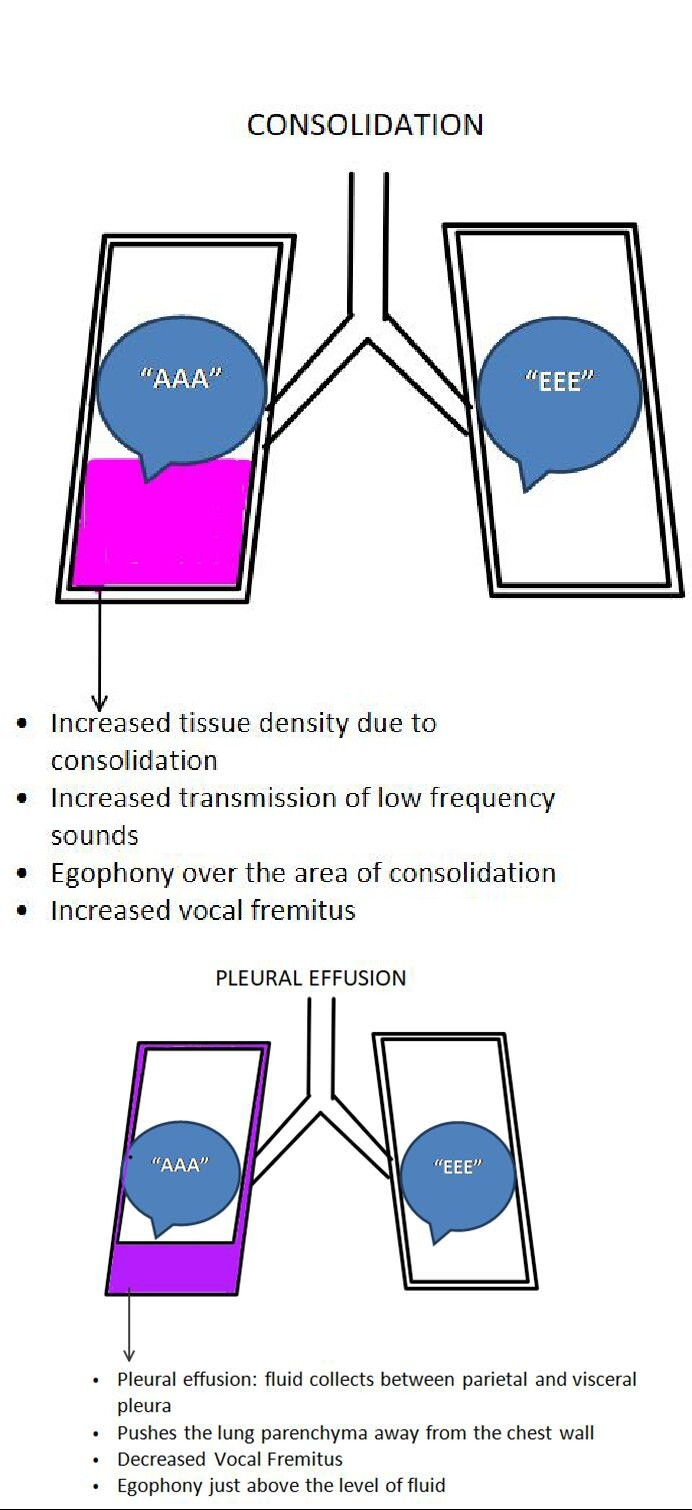 CONSOLIDATION
“AAA”
“EEE”
• Increased tissue density due to
consolidation
• Increased transmission of low frequency
sounds
• Egophony over the area of consolidation
• Increased vocal fremitus
PLEURAL EFFUSION
“AAA”
“EEE”
• Pleural effusion: fluid collects between parietal and visceral
pleura
• Pushes the lung parenchyma away from the chest wall
• Decreased Vocal Fremitus
• Egophony just above the level of fluid